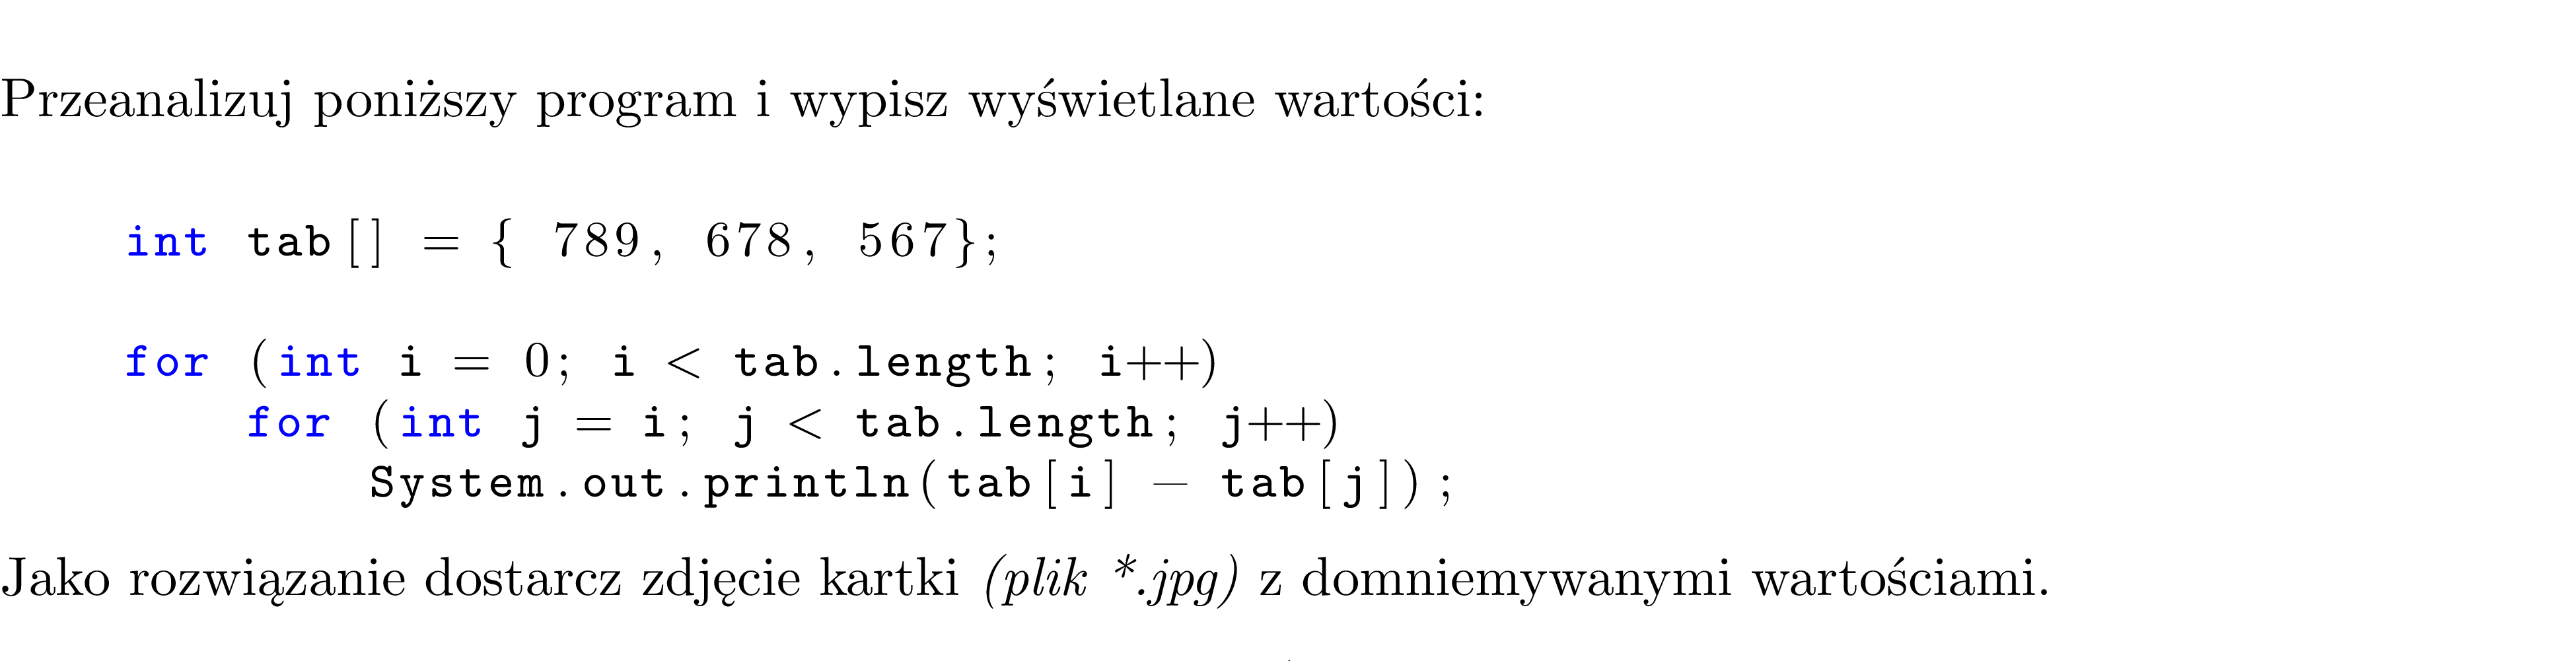 Przeanalizuj poniższy program i wypisz wyświetlane wartości:
int tab[] = { 789, 678, 567};
for (int i = 0; i < tab.length; i++)
for (int j = i; j < tab.length; j++)
System.out.println(tab[i] − tab[j]);
Jako rozwiązanie dostarcz zdjęcie kartki (plik *.jpg) z domniemywanymi wartościami.